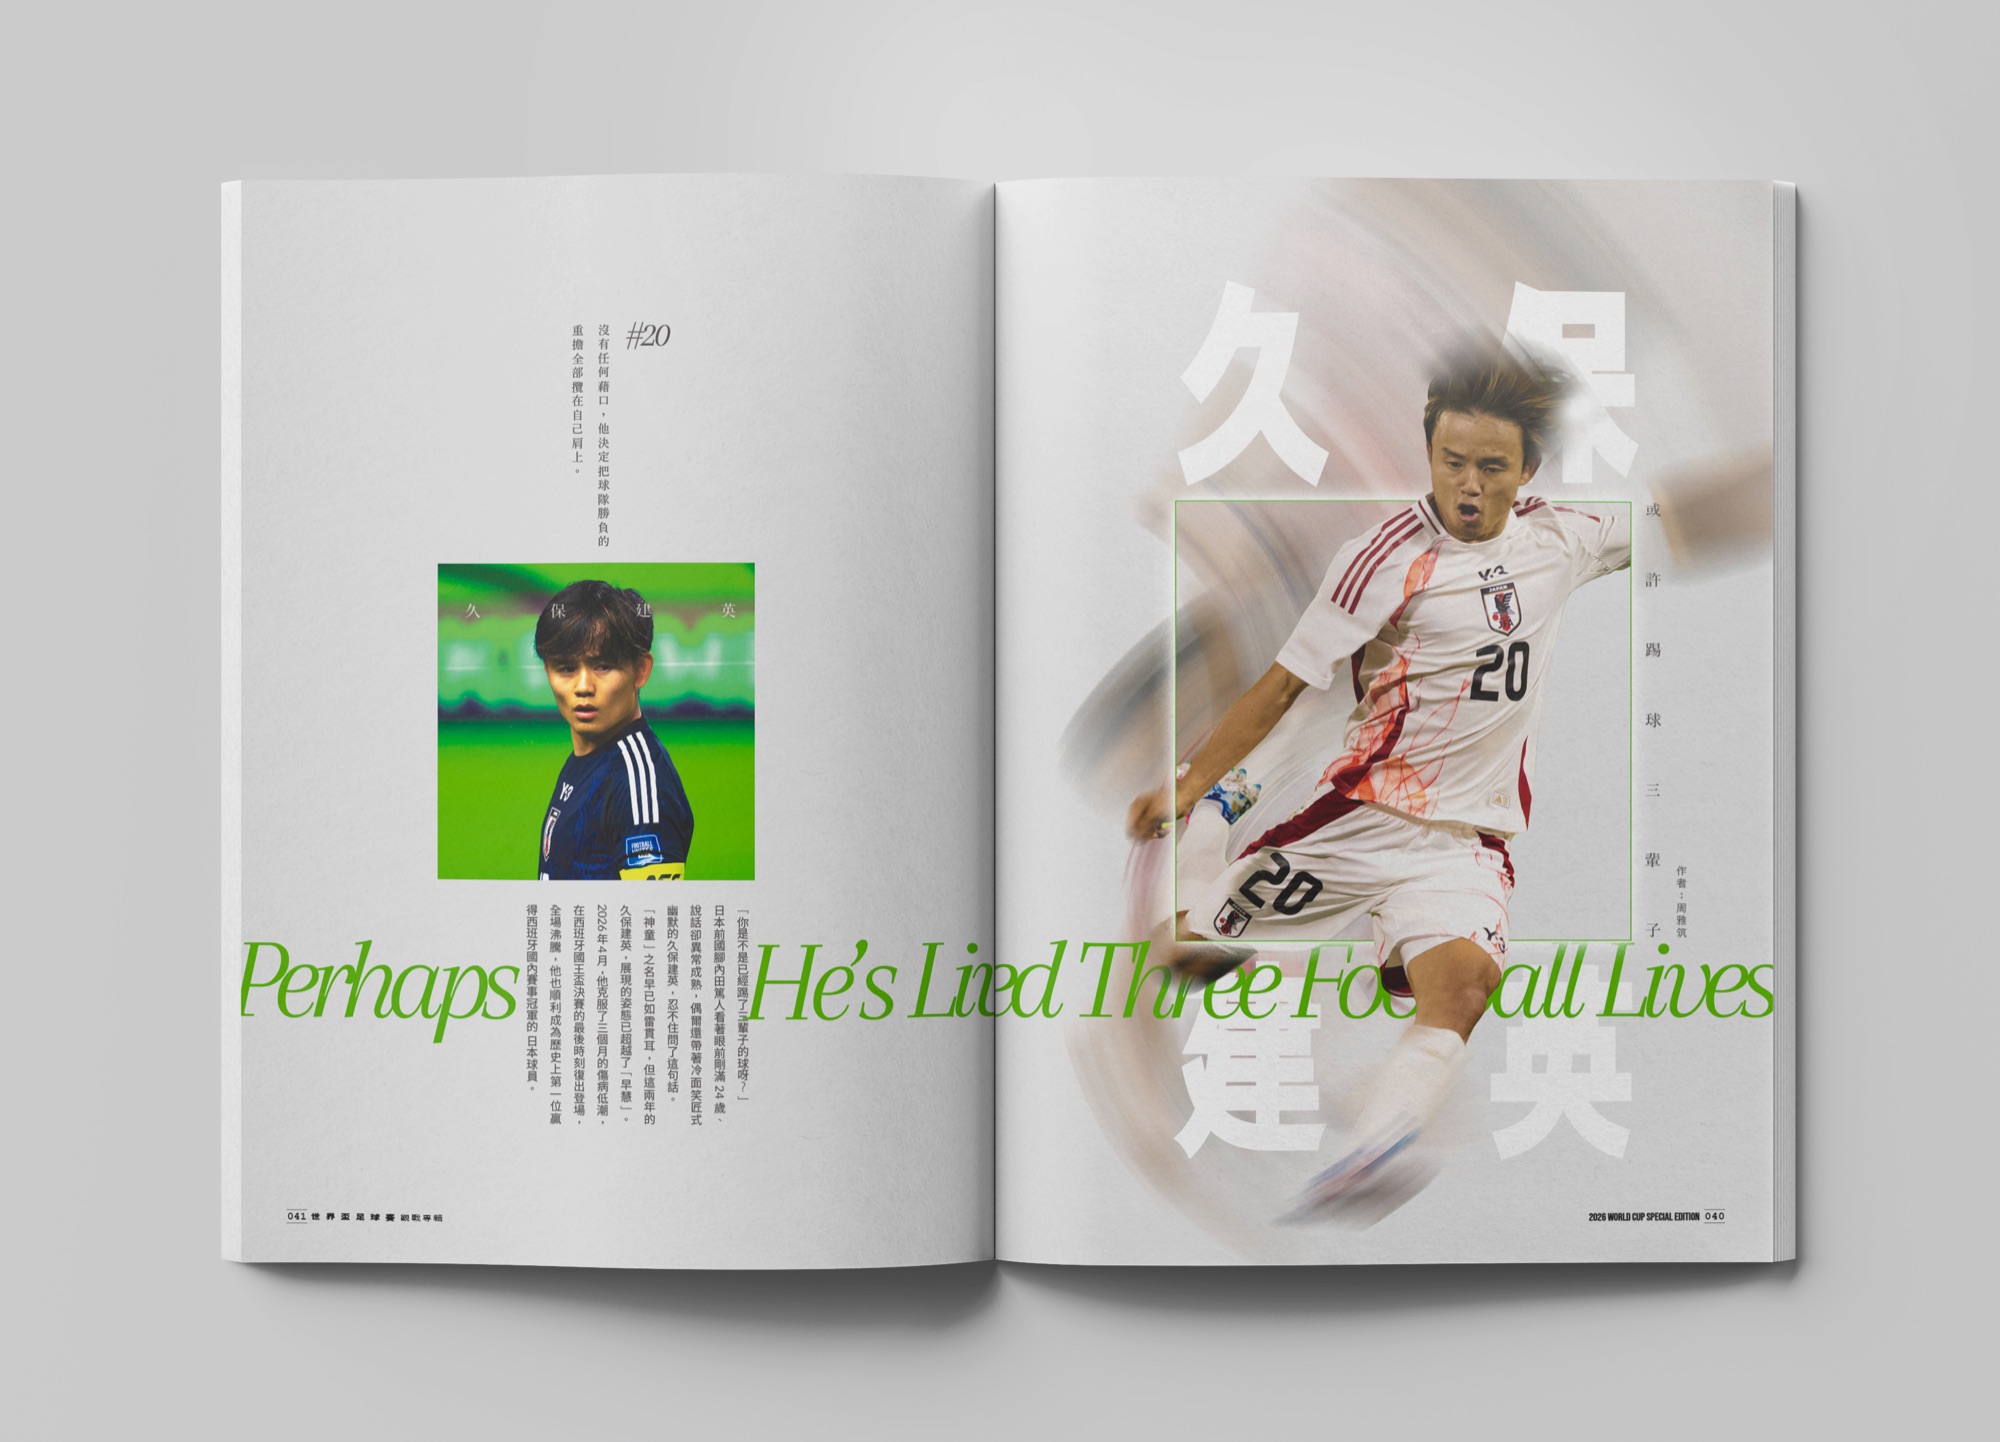 久保
建英
或許踢球三輩子
作者：周雅筑
Perhaps He's Lied Three Football Lives
Y-3
JAPAN
JFA
20
20
2026 WORLD CUP SPECIAL EDITION 040
#20
沒有任何藉口，他決定把球隊勝負的
重擔全部攬在自己肩上。
久保建英
Y-3
「你是不是已經踢了三輩子的球呀？」
日本前國腳內田篤人看著眼前剛滿 24 歲、
說話卻異常成熟，偶爾還帶著冷面笑匠式
幽默的久保建英，忍不住問了這句話。
「神童」之名早已如雷貫耳，但這兩年的
久保建英，展現的姿態已超越了「早慧」。
2026 年 4 月，他克服了三個月的傷病低潮，
在西班牙國王盃決賽的最後時刻復出登場，
全場沸騰，他也順利成為歷史上第一位贏
得西班牙國內賽事冠軍的日本球員。
041 世界盃足球賽 觀戰專輯